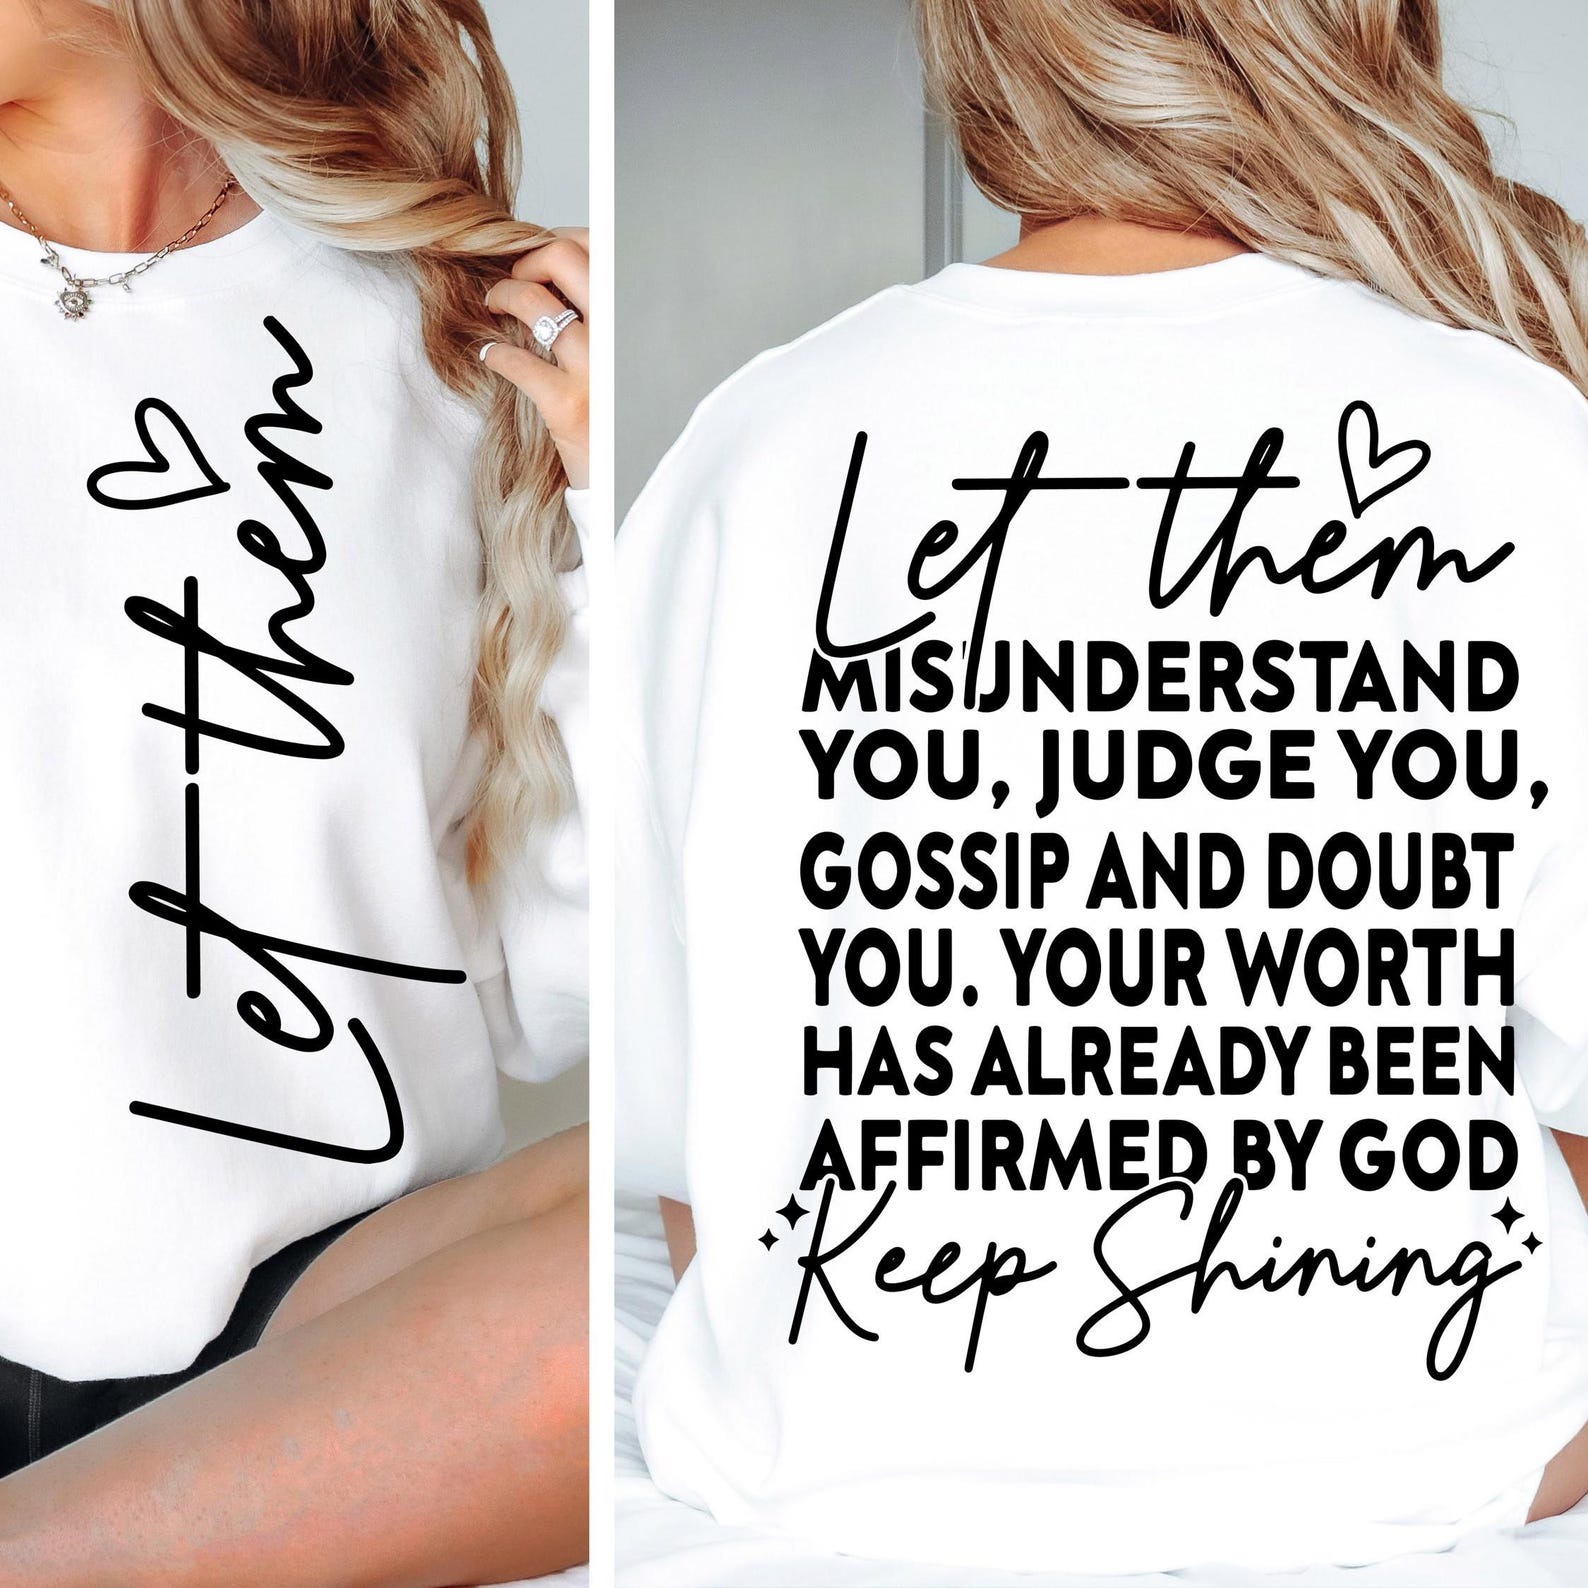 Let them
Let them
MISUNDERSTAND
YOU, JUDGE YOU,
GOSSIP AND DOUBT
YOU. YOUR WORTH
HAS ALREADY BEEN
AFFIRMED BY GOD
Keep Shining